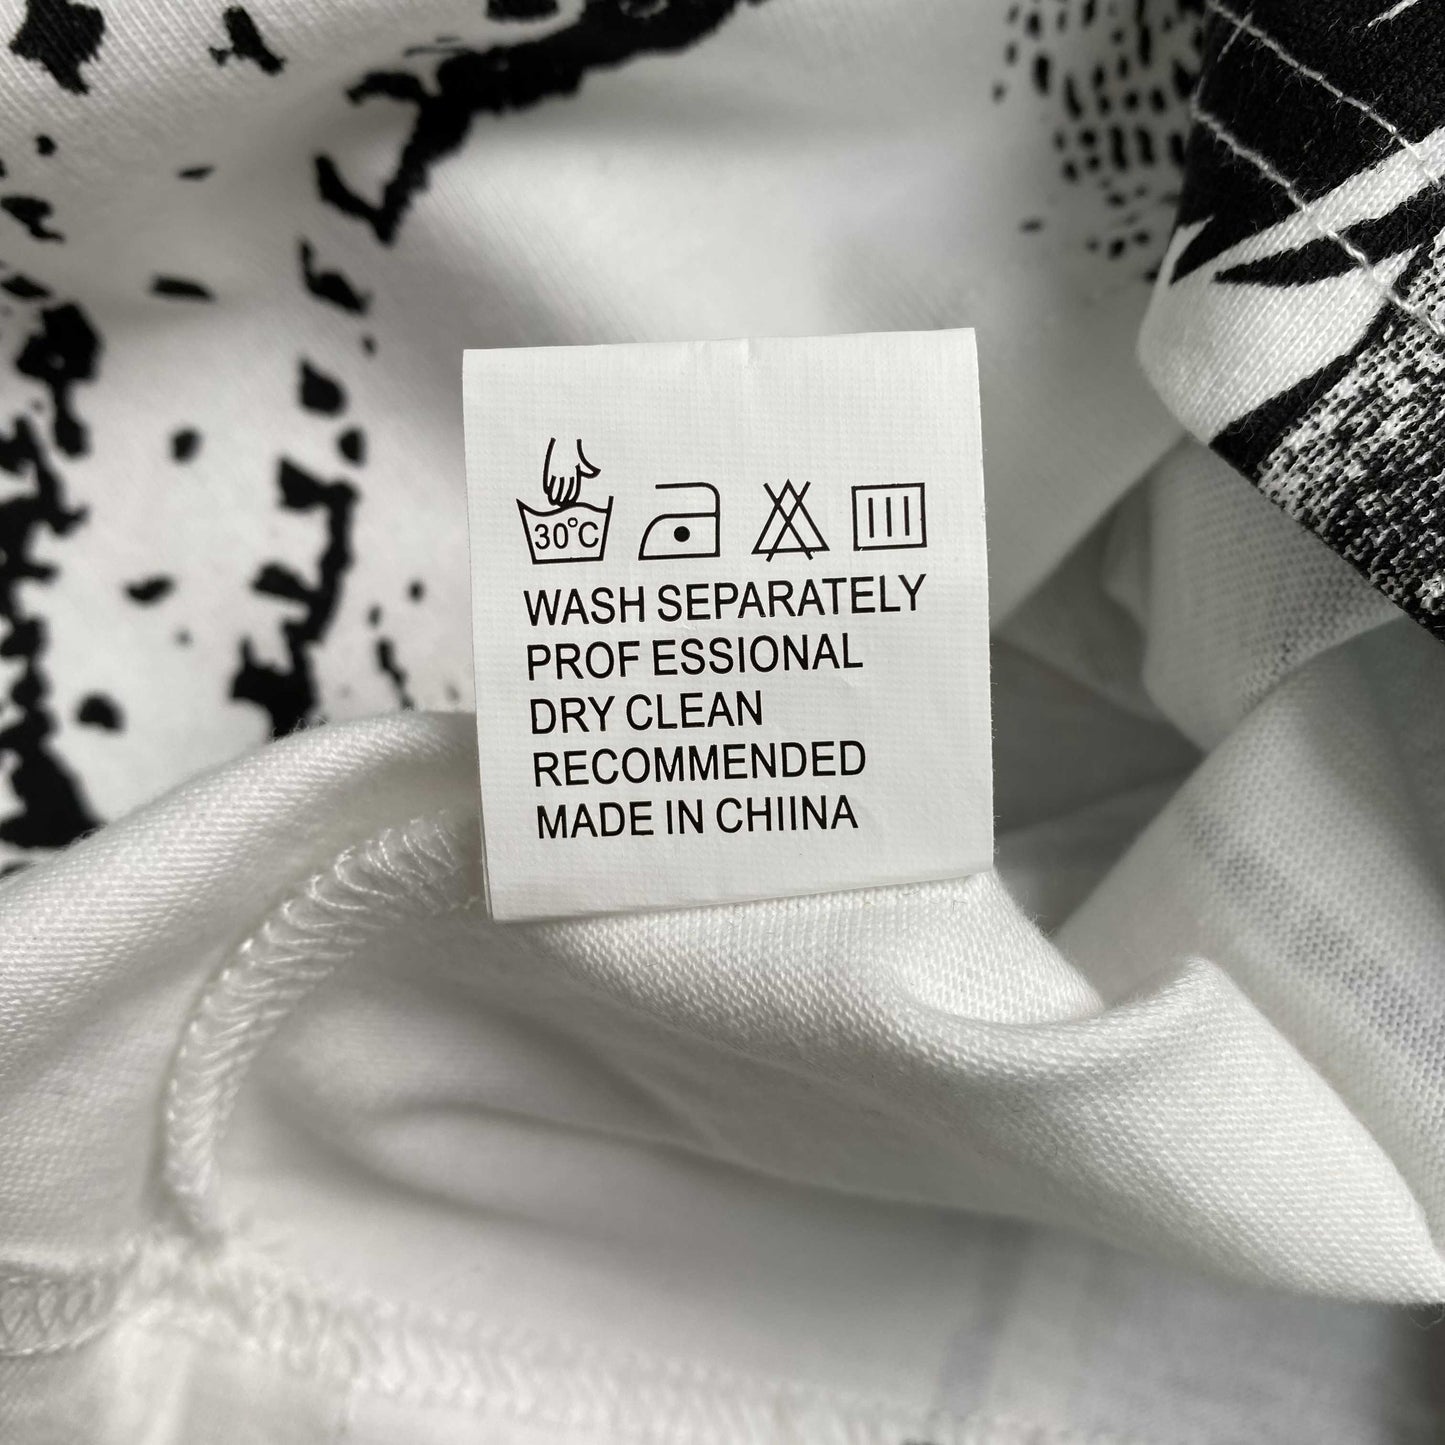 30°C
WASH SEPARATELY
PROF ESSIONAL
DRY CLEAN
RECOMMENDED
MADE IN CHIINA